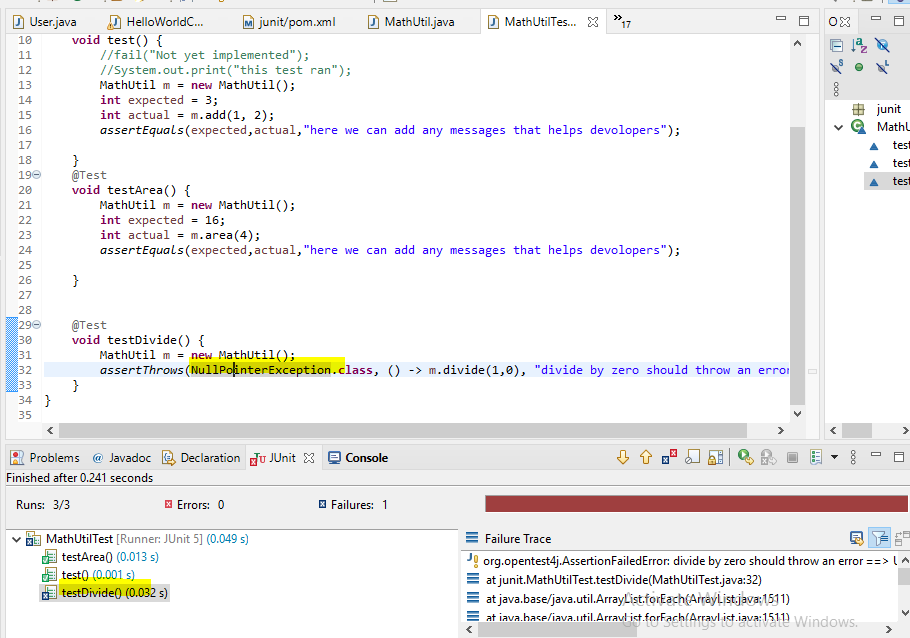 User.java HelloWorldC... junit/pom.xml MathUtil.java MathUtilTes... »17
10 void test() {
11 //fail("Not yet implemented");
12 //System.out.print("this test ran");
13 MathUtil m = new MathUtil();
14 int expected = 3;
15 int actual = m.add(1, 2);
16 assertEquals(expected,actual,"here we can add any messages that helps devolopers");
17
18 }
19 @Test
20 void testArea() {
21 MathUtil m = new MathUtil();
22 int expected = 16;
23 int actual = m.area(4);
24 assertEquals(expected,actual,"here we can add any messages that helps devolopers");
25
26 }
27
28
29 @Test
30 void testDivide() {
31 MathUtil m = new MathUtil();
32 assertThrows(NullPointerException.class, () -> m.divide(1,0), "divide by zero should throw an error
33 }
34 }
35
O
junit
MathU
test
test
test
Problems @ Javadoc Declaration JUnit Console
Finished after 0.241 seconds
Runs: 3/3 Errors: 0 Failures: 1
MathUtilTest [Runner: JUnit 5] (0.049 s)
testArea() (0.013 s)
test() (0.001 s)
testDivide() (0.032 s)
Failure Trace
org.opentest4j.AssertionFailedError: divide by zero should throw an error ==> U
at junit.MathUtilTest.testDivide(MathUtilTest.java:32)
at java.base/java.util.ArrayList.forEach(ArrayList.java:1511)
at java.base/java.util.ArrayList.forEach(ArrayList.java:1511)
Activate Windows
Go to Settings to activate Windows.